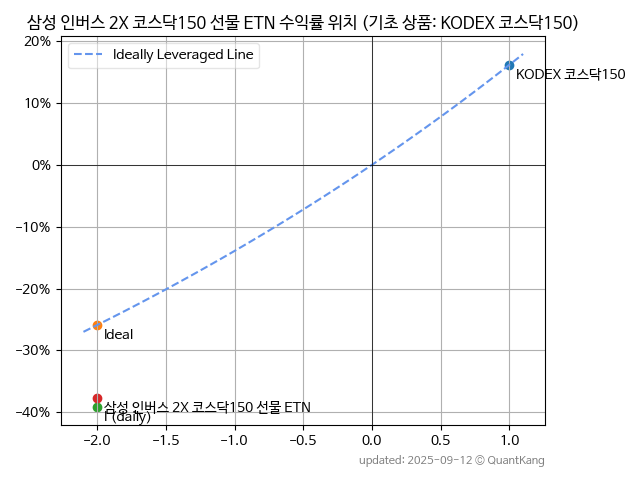 삼성 인버스 2X 코스닥150 선물 ETN 수익률 위치 (기초 상품: KODEX 코스닥150)
20%
10%
0%
−10%
−20%
−30%
−40%
Ideally Leveraged Line
KODEX 코스닥150
Ideal
삼성 인버스 2X 코스닥150 선물 ETN
(daily)
−2.0 −1.5 −1.0 −0.5 0.0 0.5 1.0
updated: 2025-09-12 © QuantKang